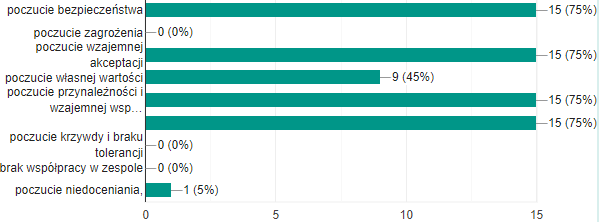 poczucie bezpieczeństwa
15 (75%)
poczucie zagrożenia
0 (0%)
poczucie wzajemnej
akceptacji
15 (75%)
poczucie własnej wartości
9 (45%)
poczucie przynależności i
wzajemnej wsp…
15 (75%)
15 (75%)
poczucie krzywdy i braku
tolerancji
0 (0%)
brak współpracy w zespole
0 (0%)
poczucie niedoceniania,
1 (5%)
0 5 10 15